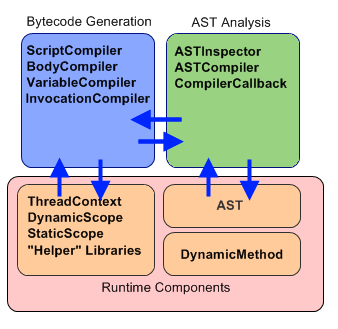 Bytecode Generation
AST Analysis
ScriptCompiler
BodyCompiler
VariableCompiler
InvocationCompiler
ASTInspector
ASTCompiler
CompilerCallback
ThreadContext
DynamicScope
StaticScope
"Helper" Libraries
AST
DynamicMethod
Runtime Components